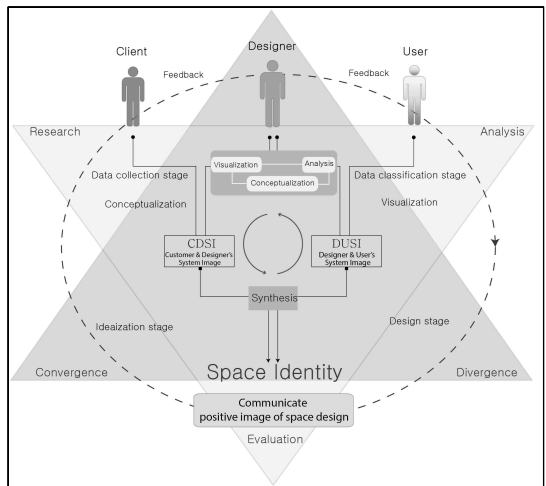 Designer
Client
User
Feedback
Feedback
Research
Analysis
Visualization
Analysis
Conceptualization
Data collection stage
Data classification stage
Conceptualization
Visualization
CDSI
Customer & Designer's
System Image
DUSI
Designer & User's
System Image
Synthesis
Ideaization stage
Design stage
Convergence
Space Identity
Divergence
Communicate
positive image of space design
Evaluation